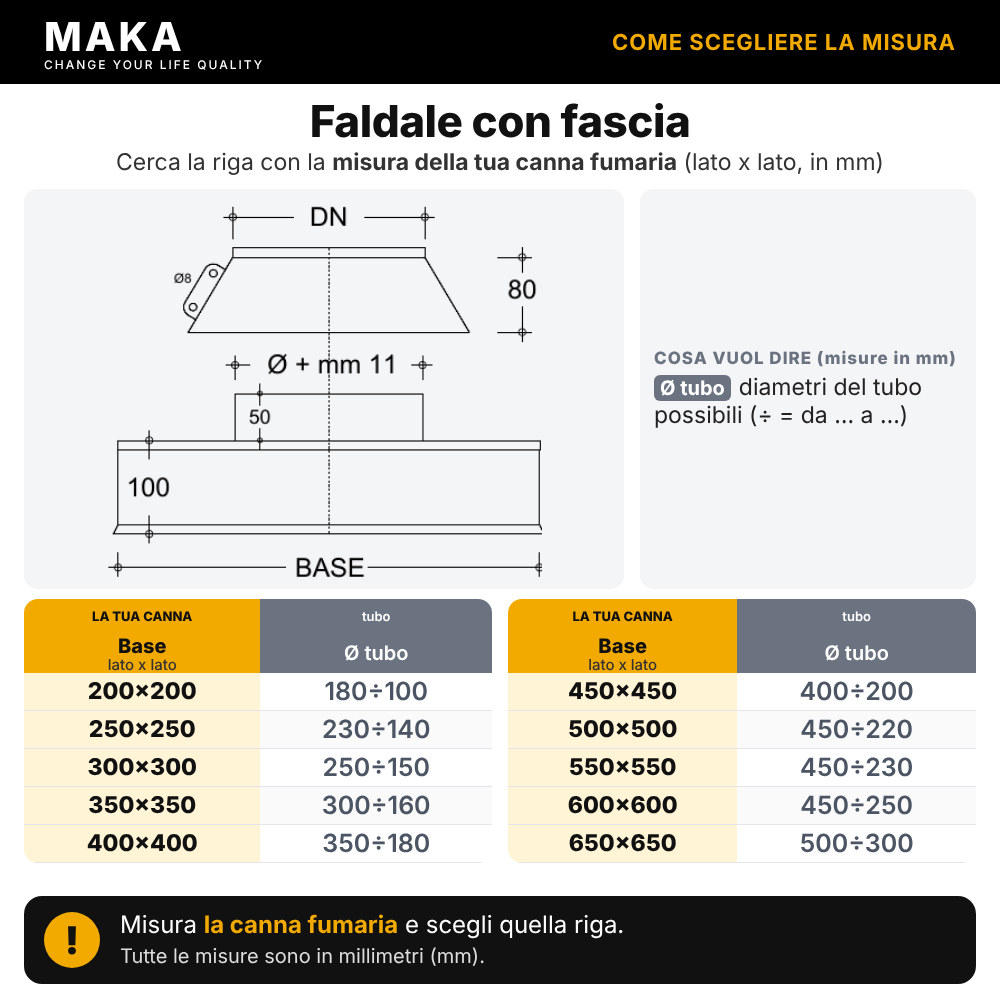 MAKA
CHANGE YOUR LIFE QUALITY
COME SCEGLIERE LA MISURA
Faldale con fascia
Cerca la riga con la misura della tua canna fumaria (lato x lato, in mm)
DN
Ø8
80
Ø + mm 11
50
100
BASE
COSA VUOL DIRE (misure in mm)
Ø tubo diametri del tubo
possibili (÷ = da ... a ...)
LA TUA CANNA tubo
Base Ø tubo
lato x lato
200×200 180÷100
250×250 230÷140
300×300 250÷150
350×350 300÷160
400×400 350÷180
LA TUA CANNA tubo
Base Ø tubo
lato x lato
450×450 400÷200
500×500 450÷220
550×550 450÷230
600×600 450÷250
650×650 500÷300
!
Misura la canna fumaria e scegli quella riga.
Tutte le misure sono in millimetri (mm).